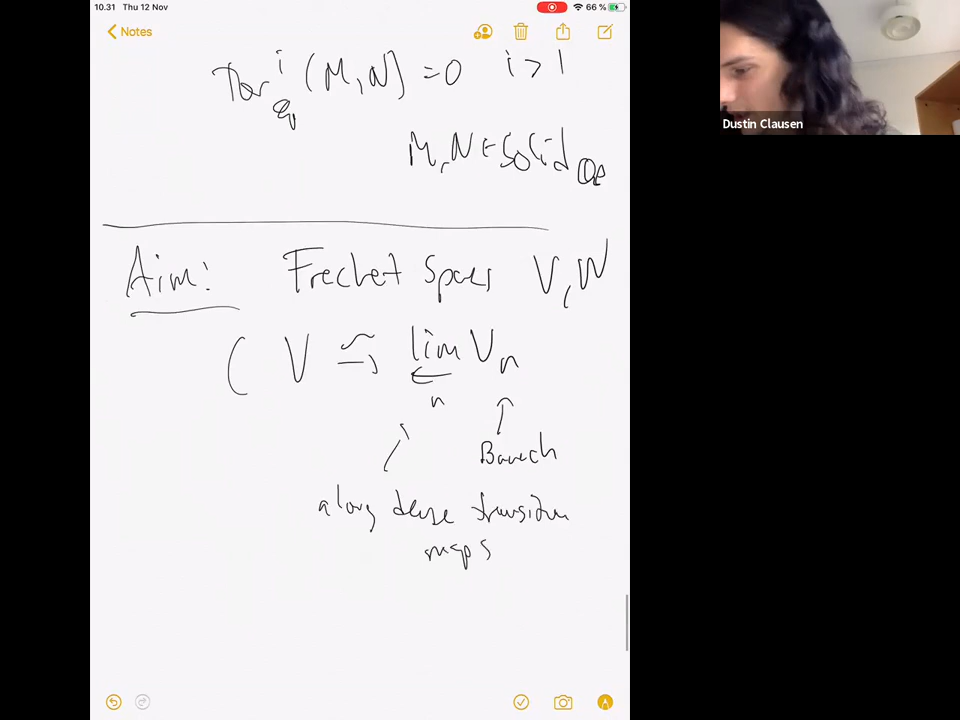 10.31 Thu 12 Nov
66 %
Notes
Tor^i_{Q_p} (M, N) = 0 i > 1
M, N ∈ Solid_{Q_p}
Dustin Clausen
Aim: Frechet spaces V, W
( V ≃→ lim V_n
← n
↑
Banach
along dense transition
maps